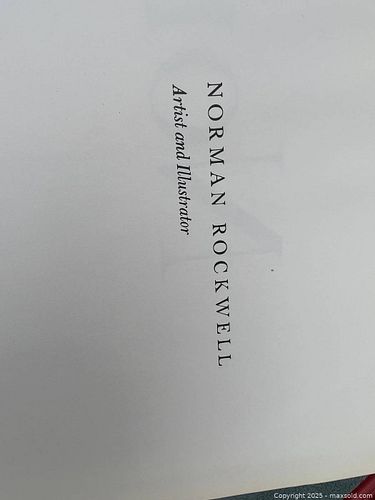 NORMAN ROCKWELL
Artist and Illustrator
Copyright 2025 - maxsold.com